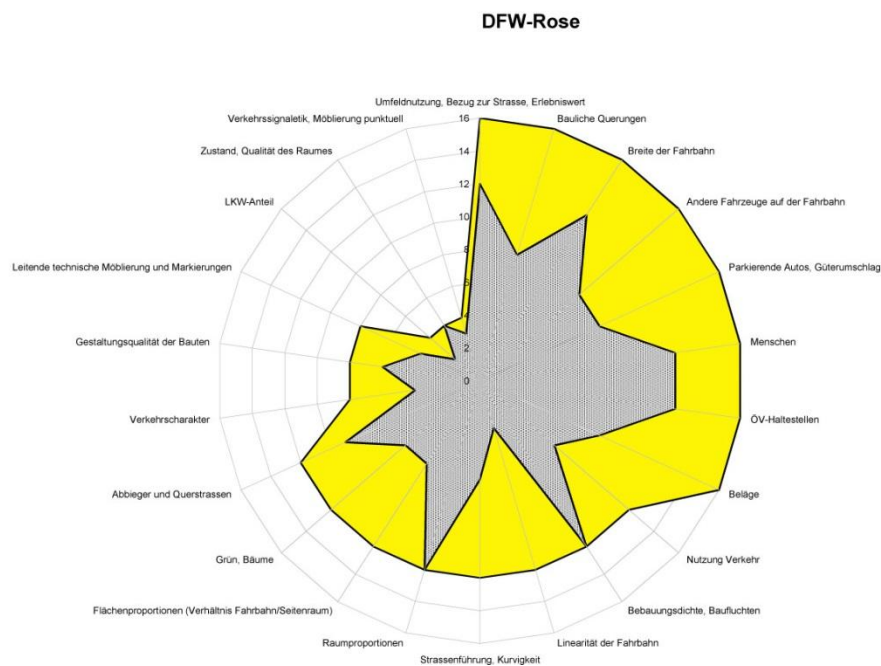 DFW-Rose
Umfeldnutzung, Bezug zur Strasse, Erlebniswert
Verkehrssignaletik, Möblierung punktuell
Bauliche Querungen
Zustand, Qualität des Raumes
Breite der Fahrbahn
LKW-Anteil
Andere Fahrzeuge auf der Fahrbahn
Leitende technische Möblierung und Markierungen
Parkierende Autos, Güterumschlag
Gestaltungsqualität der Bauten
Menschen
Verkehrscharakter
ÖV-Haltestellen
Abbieger und Querstrassen
Beläge
Grün, Bäume
Nutzung Verkehr
Flächenproportionen (Verhältnis Fahrbahn/Seitenraum)
Bebauungsdichte, Baufluchten
Raumproportionen
Linearität der Fahrbahn
Strassenführung, Kurvigkeit
16
14
12
10
8
6
4
2
0